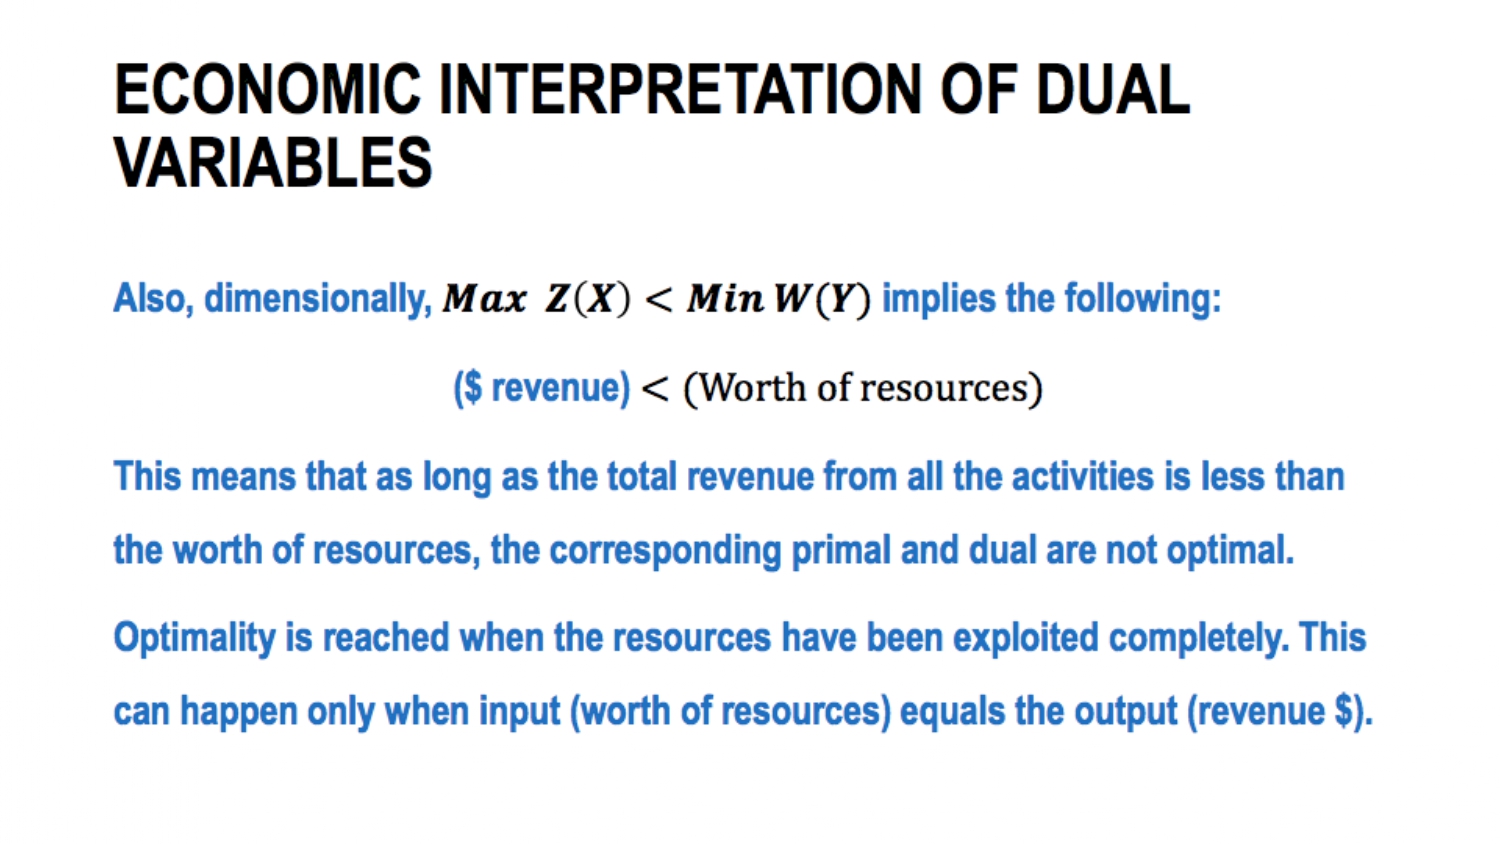 ECONOMIC INTERPRETATION OF DUAL
VARIABLES
Also, dimensionally, Max Z(X) < Min W(Y) implies the following:
($ revenue) < (Worth of resources)
This means that as long as the total revenue from all the activities is less than
the worth of resources, the corresponding primal and dual are not optimal.
Optimality is reached when the resources have been exploited completely. This
can happen only when input (worth of resources) equals the output (revenue $).